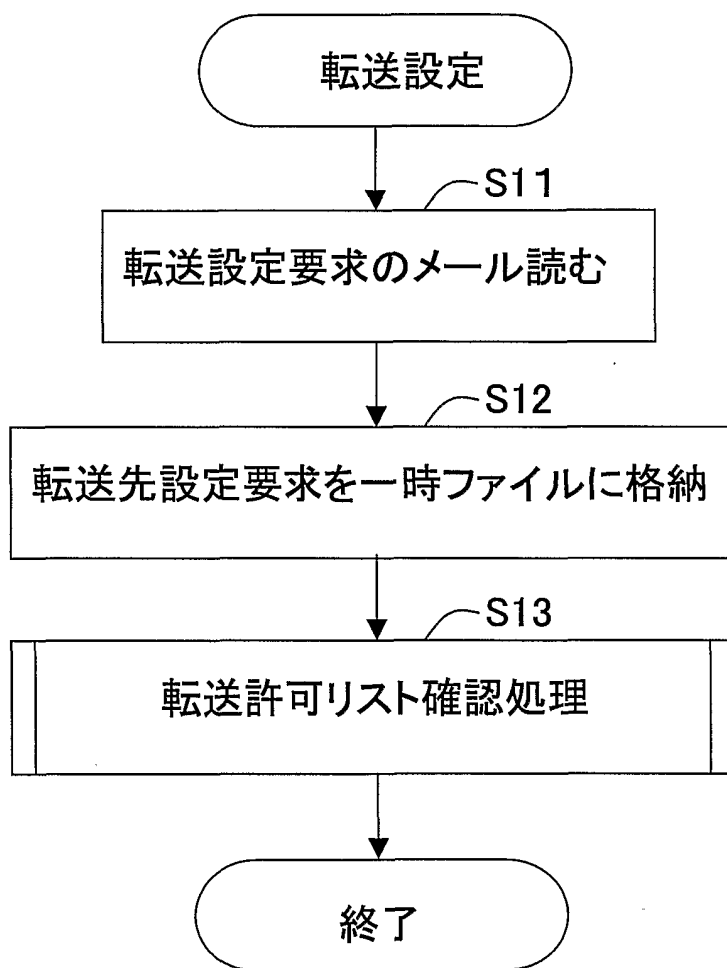 転送設定
S11
転送設定要求のメール読む
S12
転送先設定要求を一時ファイルに格納
S13
転送許可リスト確認処理
終了